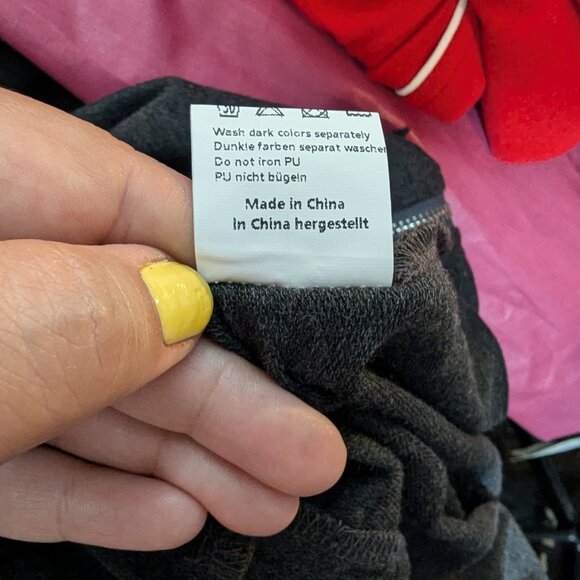 Wash dark colors separately
Dunkle farben separat waschen
Do not iron PU
PU nicht bügeln
Made in China
In China hergestellt